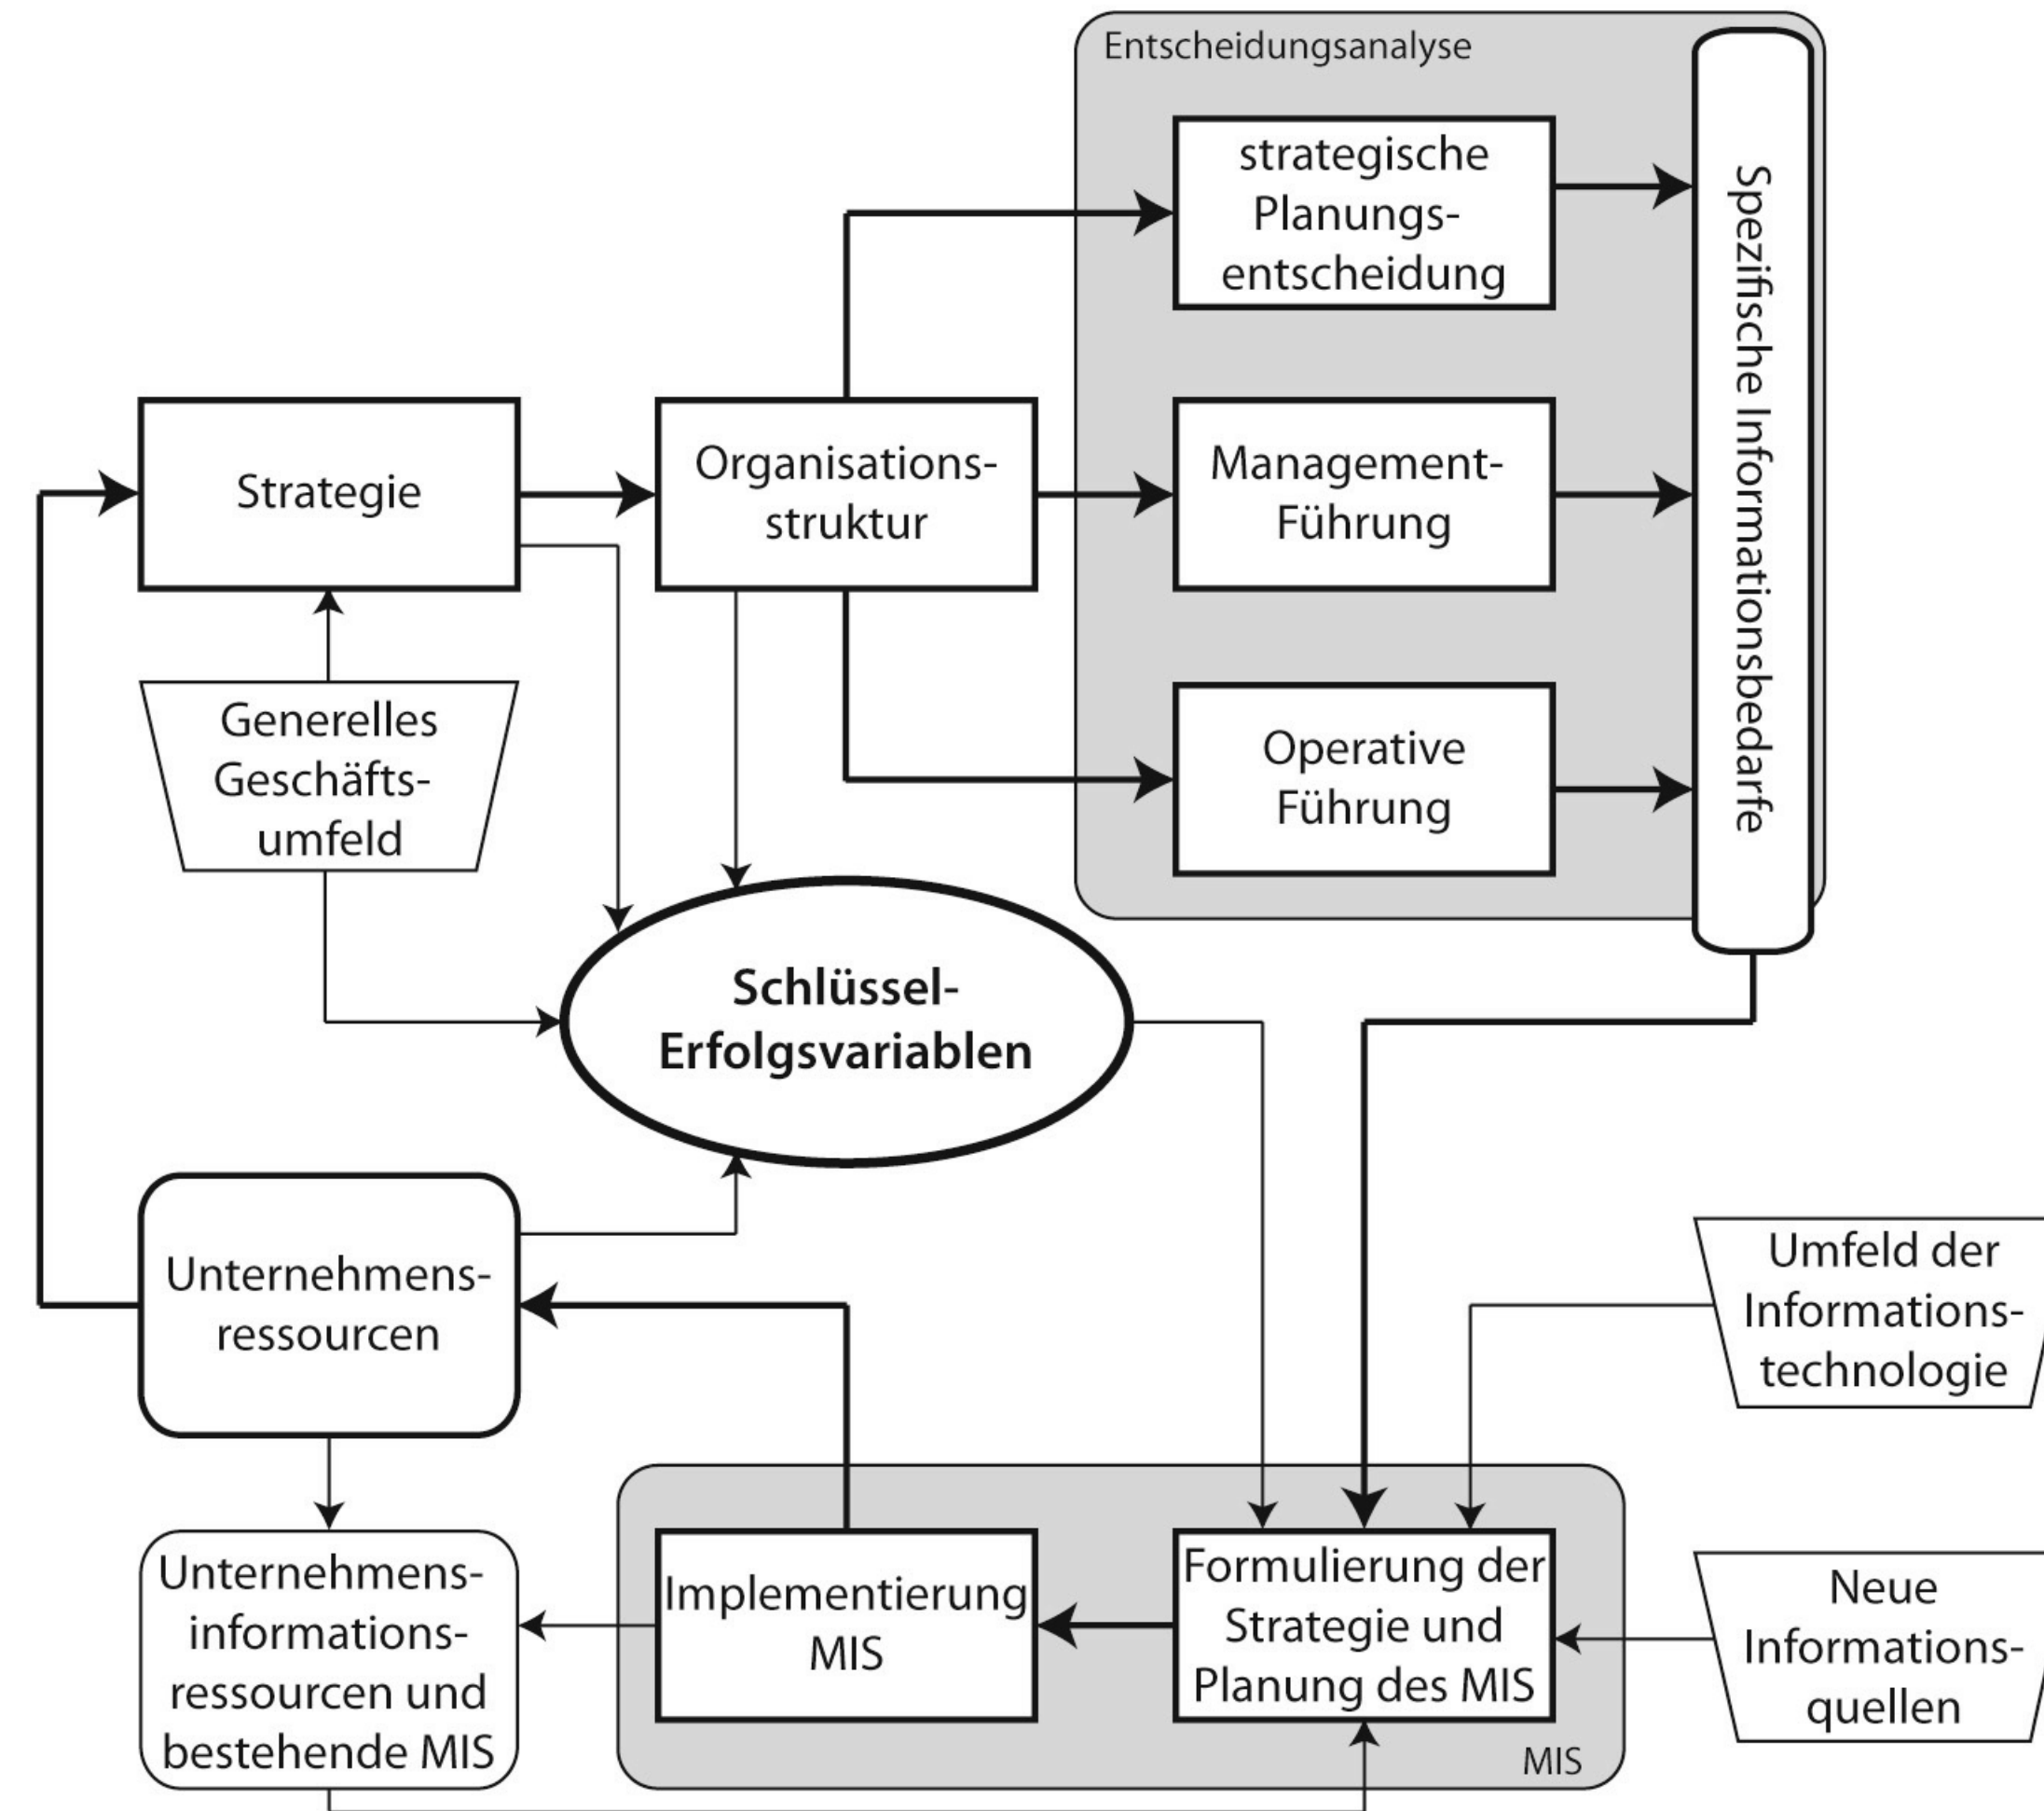 Entscheidungsanalyse
strategische
Planungs-
entscheidung
Spezifische Informationsbedarfe
Strategie
Organisations-
struktur
Management-
Führung
Generelles
Geschäfts-
umfeld
Operative
Führung
Schlüssel-
Erfolgsvariablen
Unternehmens-
ressourcen
Umfeld der
Informations-
technologie
Unternehmens-
informations-
ressourcen und
bestehende MIS
Implementierung
MIS
Formulierung der
Strategie und
Planung des MIS
Neue
Informations-
quellen
MIS